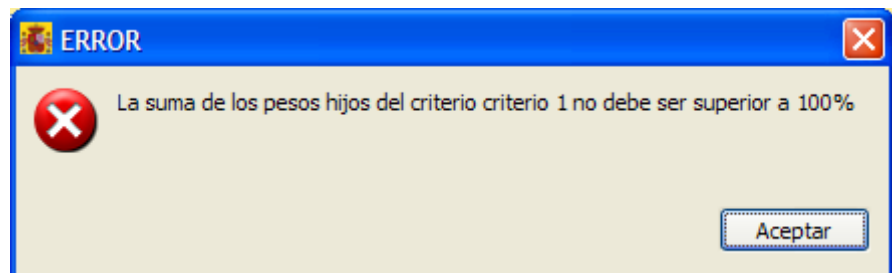 ERROR
La suma de los pesos hijos del criterio criterio 1 no debe ser superior a 100%
Aceptar